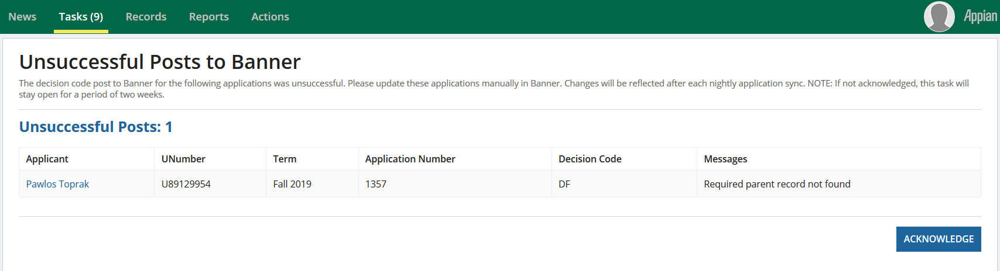 News Tasks (9) Records Reports Actions Appian
Unsuccessful Posts to Banner
The decision code post to Banner for the following applications was unsuccessful. Please update these applications manually in Banner. Changes will be reflected after each nightly application sync. NOTE: If not acknowledged, this task will
stay open for a period of two weeks.
Unsuccessful Posts: 1
Applicant UNumber Term Application Number Decision Code Messages
Pawlos Toprak U89129954 Fall 2019 1357 DF Required parent record not found
ACKNOWLEDGE